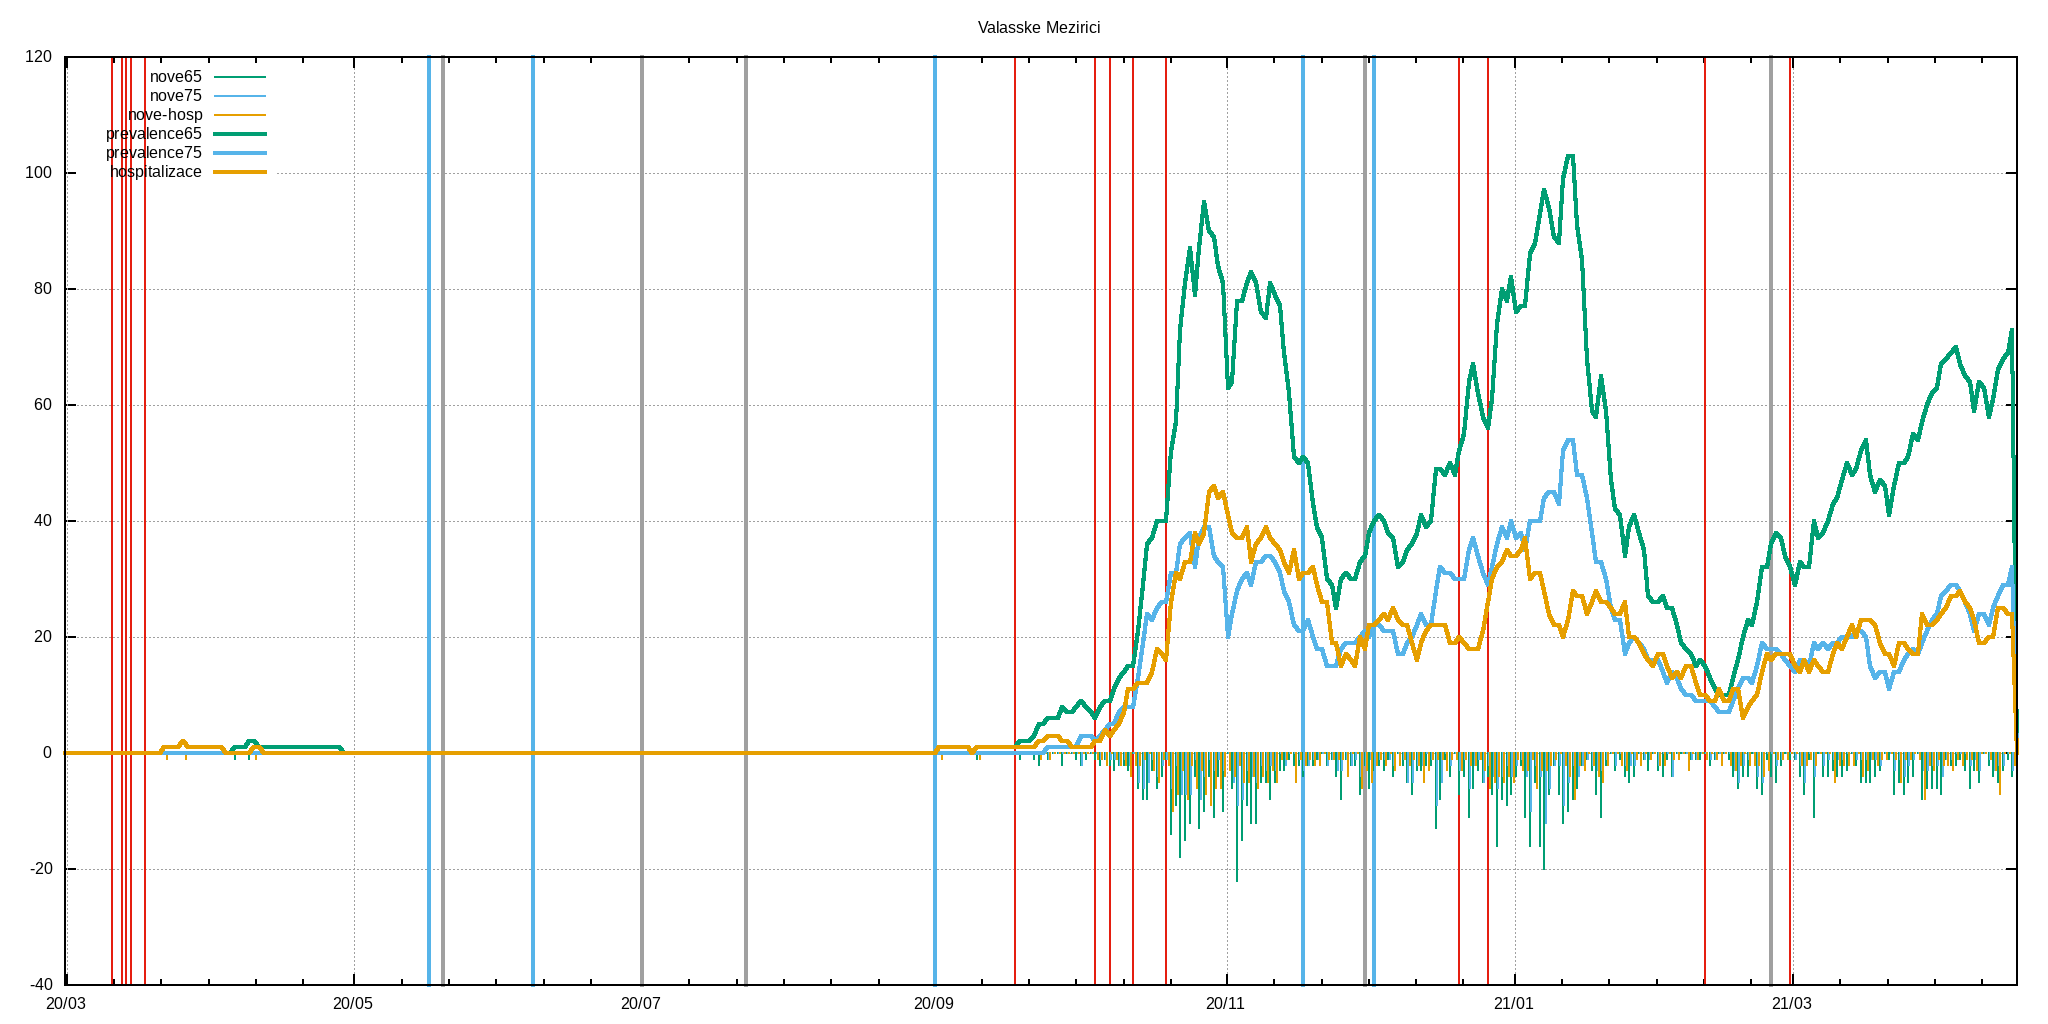 Valasske Mezirici
120
nove65
nove75
nove-hosp
prevalence65
prevalence75
hospitalizace
100
80
60
40
20
0
-20
-40
20/03 20/05 20/07 20/09 20/11 21/01 21/03